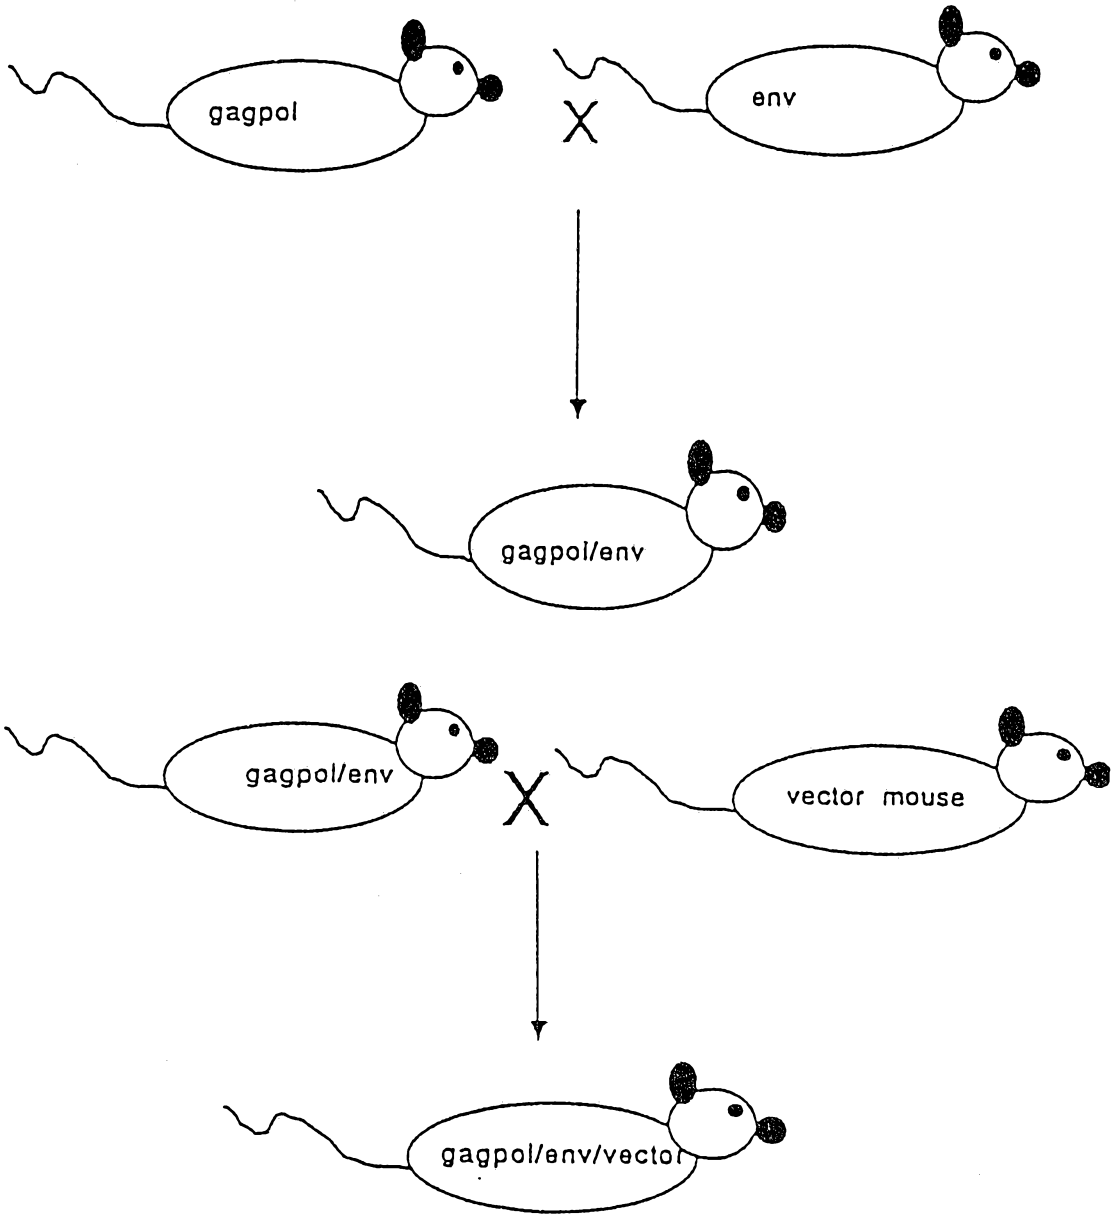 gagpol
X
env
gagpol/env
gagpol/env
X
vector mouse
gagpol/env/vector